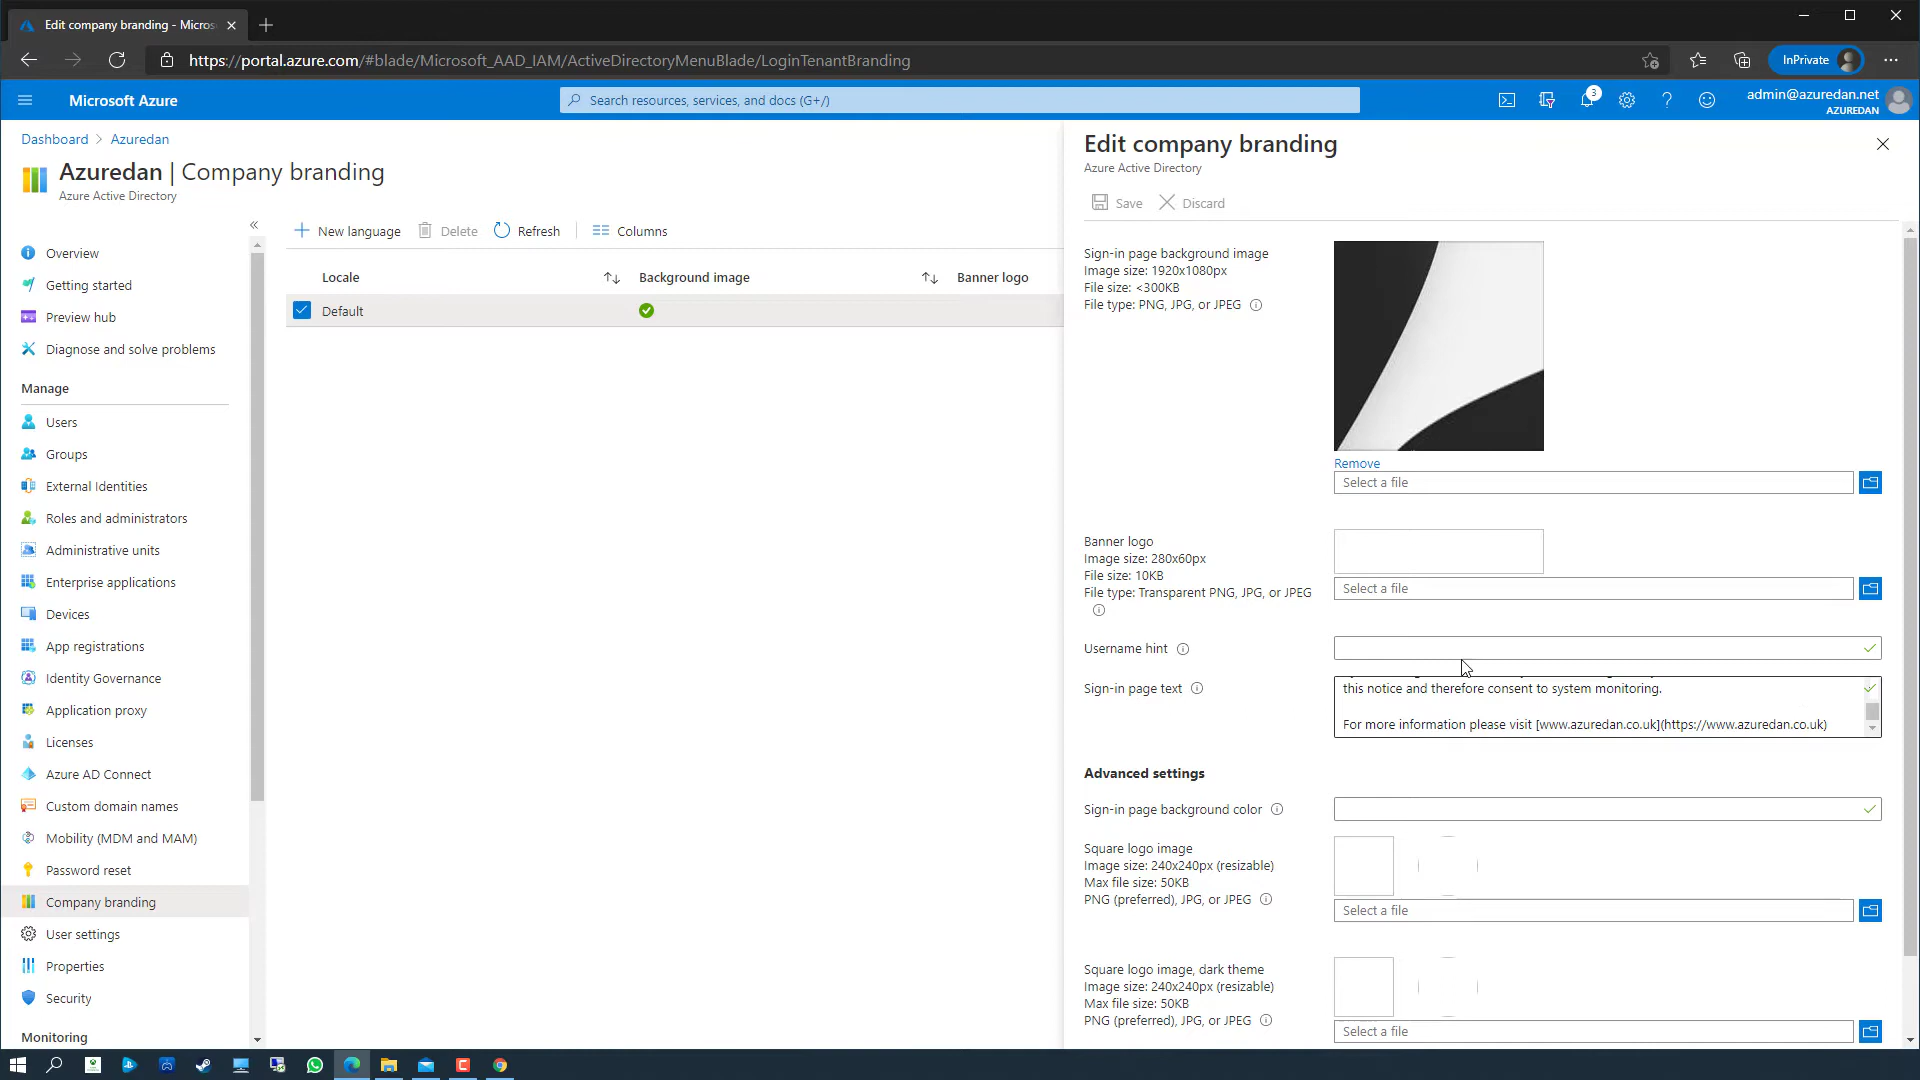 Edit company branding - Micros
https://portal.azure.com/#blade/Microsoft_AAD_IAM/ActiveDirectoryMenuBlade/LoginTenantBranding
InPrivate
Microsoft Azure
Search resources, services, and docs (G+/)
3
admin@azuredan.net
AZUREDAN
Dashboard > Azuredan
Azuredan | Company branding
Azure Active Directory
Overview
Getting started
Preview hub
Diagnose and solve problems
Manage
Users
Groups
External Identities
Roles and administrators
Administrative units
Enterprise applications
Devices
App registrations
Identity Governance
Application proxy
Licenses
Azure AD Connect
Custom domain names
Mobility (MDM and MAM)
Password reset
Company branding
User settings
Properties
Security
Monitoring
New language
Delete
Refresh
Columns
Locale
Background image
Banner logo
Default
Edit company branding
Azure Active Directory
Save
Discard
Sign-in page background image
Image size: 1920x1080px
File size: <300KB
File type: PNG, JPG, or JPEG
Remove
Select a file
Banner logo
Image size: 280x60px
File size: 10KB
File type: Transparent PNG, JPG, or JPEG
Select a file
Username hint
Sign-in page text
this notice and therefore consent to system monitoring.
For more information please visit [www.azuredan.co.uk](https://www.azuredan.co.uk)
Advanced settings
Sign-in page background color
Square logo image
Image size: 240x240px (resizable)
Max file size: 50KB
PNG (preferred), JPG, or JPEG
Select a file
Square logo image, dark theme
Image size: 240x240px (resizable)
Max file size: 50KB
PNG (preferred), JPG, or JPEG
Select a file